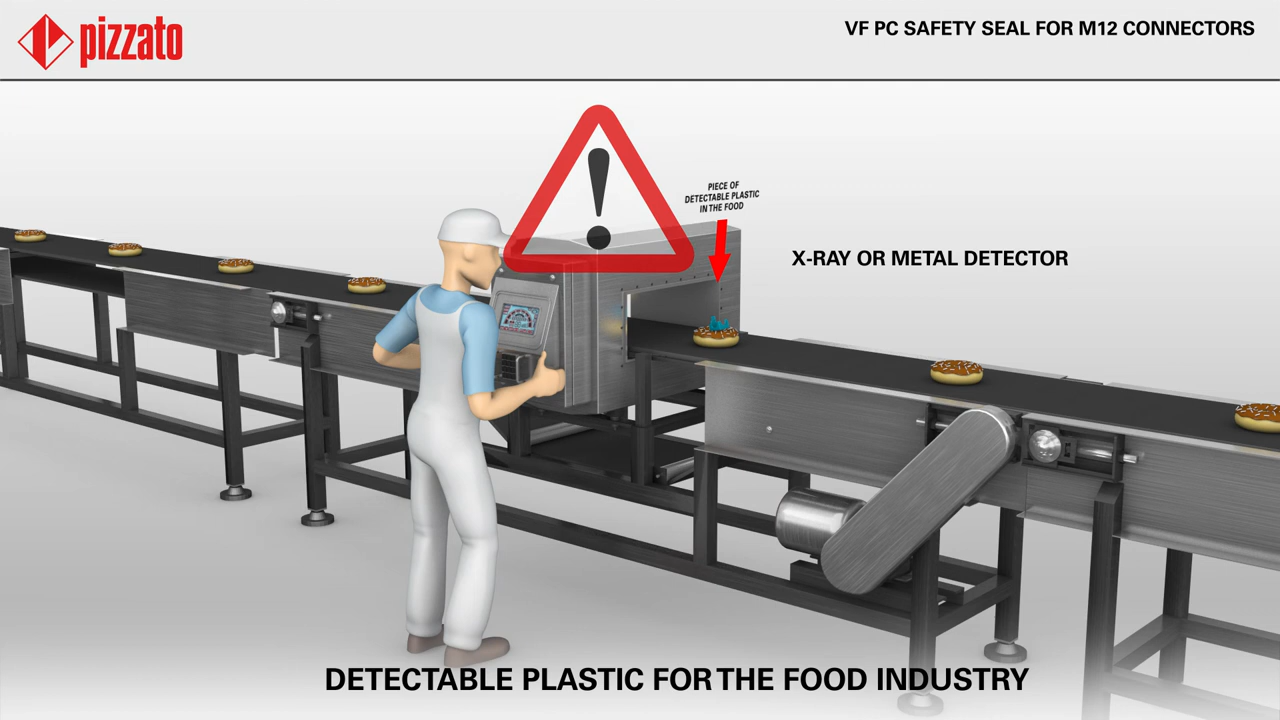 pizzato
VF PC SAFETY SEAL FOR M12 CONNECTORS
PIECE OF
DETECTABLE PLASTIC
IN THE FOOD
X-RAY OR METAL DETECTOR
DETECTABLE PLASTIC FOR THE FOOD INDUSTRY